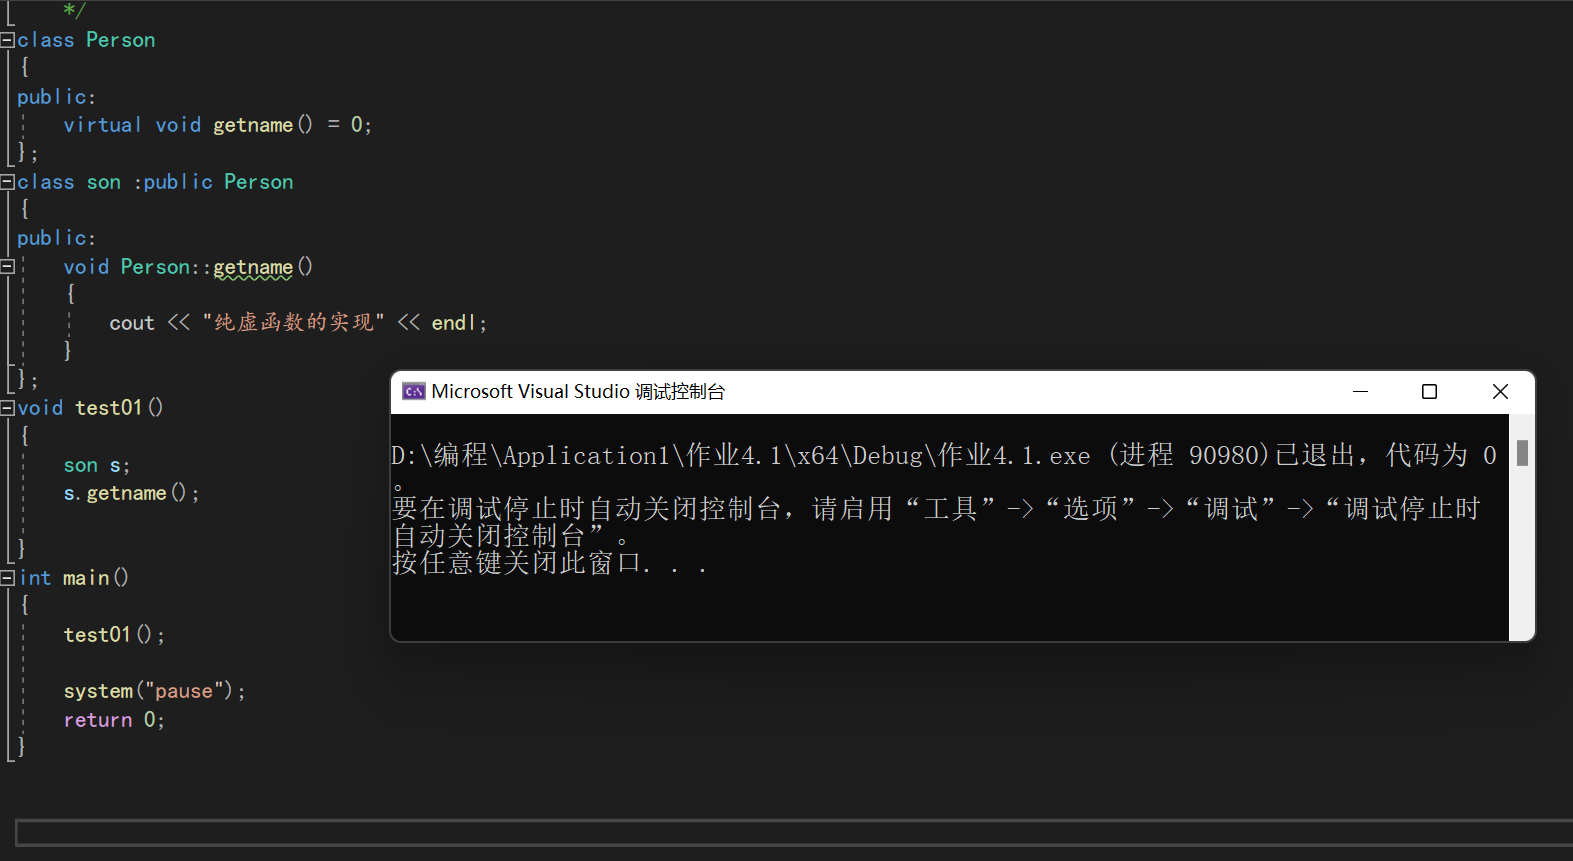 */
class Person
{
public:
virtual void getname() = 0;
};
class son :public Person
{
public:
void Person::getname()
{
cout << "纯虚函数的实现" << endl;
}
};
void test01()
{
son s;
s.getname();
}
int main()
{
test01();
system("pause");
return 0;
}
Microsoft Visual Studio 调试控制台
D:\编程\Application1\作业4.1\x64\Debug\作业4.1.exe (进程 90980)已退出，代码为 0
。
要在调试停止时自动关闭控制台，请启用“工具”->“选项”->“调试”->“调试停止时
自动关闭控制台”。
按任意键关闭此窗口. . .